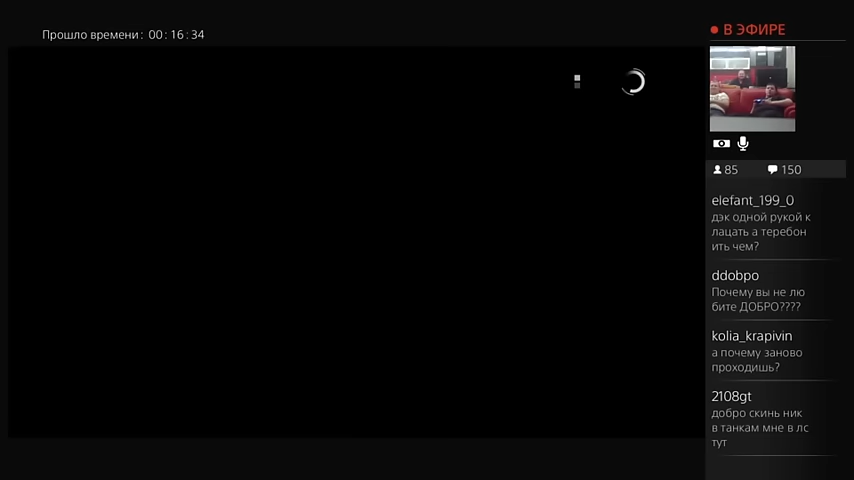 Прошло времени: 00:16:34
В ЭФИРЕ
85 150
elefant_199_0
дэк одной рукой к
лацать а теребон
ить чем?
ddobpo
Почему вы не лю
бите ДОБРО????
kolia_krapivin
а почему заново
проходишь?
2108gt
добро скинь ник
в танкам мне в лс
тут